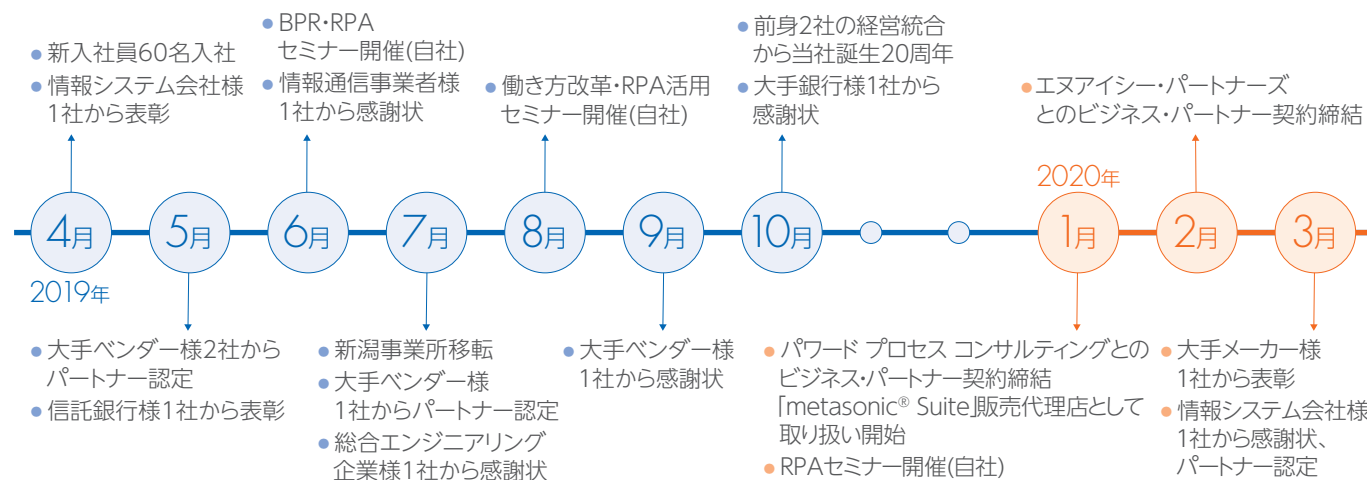 ● 新入社員60名入社
● 情報システム会社様
1社から表彰
● BPR・RPA
セミナー開催(自社)
● 情報通信事業者様
1社から感謝状
● 働き方改革・RPA活用
セミナー開催(自社)
● 前身2社の経営統合
から当社誕生20周年
● 大手銀行様1社から
感謝状
● エヌアイシー・パートナーズ
とのビジネス・パートナー契約締結
2020年
4月
5月
6月
7月
8月
9月
10月
1月
2月
3月
2019年
● 大手ベンダー様2社から
パートナー認定
● 信託銀行様1社から表彰
● 新潟事業所移転
● 大手ベンダー様
1社からパートナー認定
● 総合エンジニアリング
企業様1社から感謝状
● 大手ベンダー様
1社から感謝状
● パワード プロセス コンサルティングとの
ビジネス・パートナー契約締結
「metasonic® Suite」販売代理店として
取り扱い開始
● RPAセミナー開催(自社)
● 大手メーカー様
1社から表彰
● 情報システム会社様
1社から感謝状、
パートナー認定